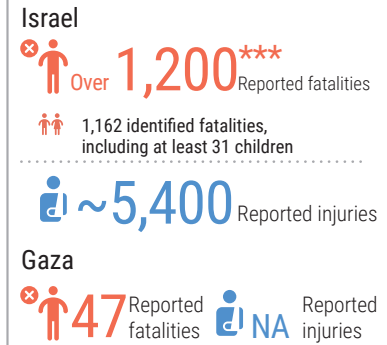 Israel
Over 1,200*** Reported fatalities
1,162 identified fatalities,
including at least 31 children
~5,400 Reported injuries
Gaza
47 Reported fatalities NA Reported injuries